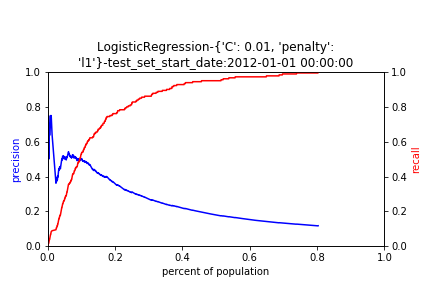 LogisticRegression-{'C': 0.01, 'penalty':
'l1'}-test_set_start_date:2012-01-01 00:00:00
1.0
0.8
0.6
0.4
0.2
0.0
precision
1.0
0.8
0.6
0.4
0.2
0.0
recall
0.0 0.2 0.4 0.6 0.8 1.0
percent of population